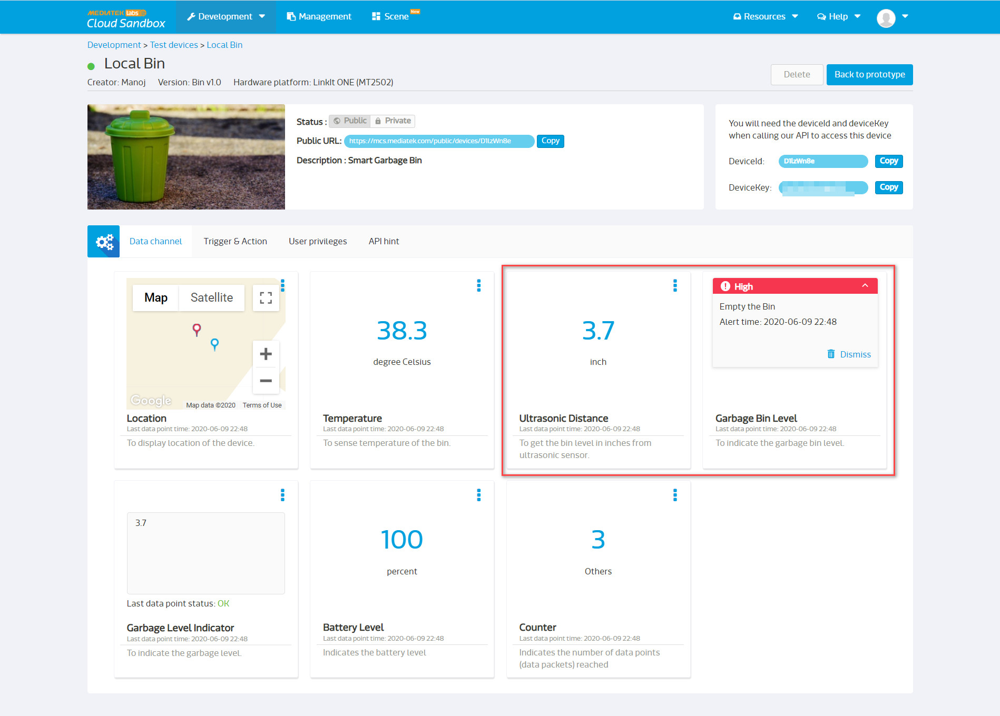 MEDIATEK labs
Cloud Sandbox
Development
Management
Scene
New
Resources
Help
Development > Test devices > Local Bin
Local Bin
Creator: Manoj Version: Bin v1.0 Hardware platform: LinkIt ONE (MT2502)
Delete
Back to prototype
Status : Public Private
Public URL: https://mcs.mediatek.com/public/devices/D1lzWn8e Copy
Description : Smart Garbage Bin
You will need the deviceId and deviceKey
when calling our API to access this device
DeviceId: D1lzWn8e Copy
DeviceKey: Copy
Data channel Trigger & Action User privileges API hint
Map Satellite
Google
Map data ©2020 Terms of Use
Location
Last data point time: 2020-06-09 22:48
To display location of the device.
38.3
degree Celsius
Temperature
Last data point time: 2020-06-09 22:48
To sense temperature of the bin.
3.7
inch
Ultrasonic Distance
Last data point time: 2020-06-09 22:48
To get the bin level in inches from
ultrasonic sensor.
High
Empty the Bin
Alert time: 2020-06-09 22:48
Dismiss
Garbage Bin Level
Last data point time: 2020-06-09 22:48
To indicate the garbage bin level.
3.7
Last data point status: OK
Garbage Level Indicator
Last data point time: 2020-06-09 22:48
To indicate the garbage level.
100
percent
Battery Level
Last data point time: 2020-06-09 22:48
Indicates the battery level
3
Others
Counter
Last data point time: 2020-06-09 22:48
Indicates the number of data points
(data packets) reached